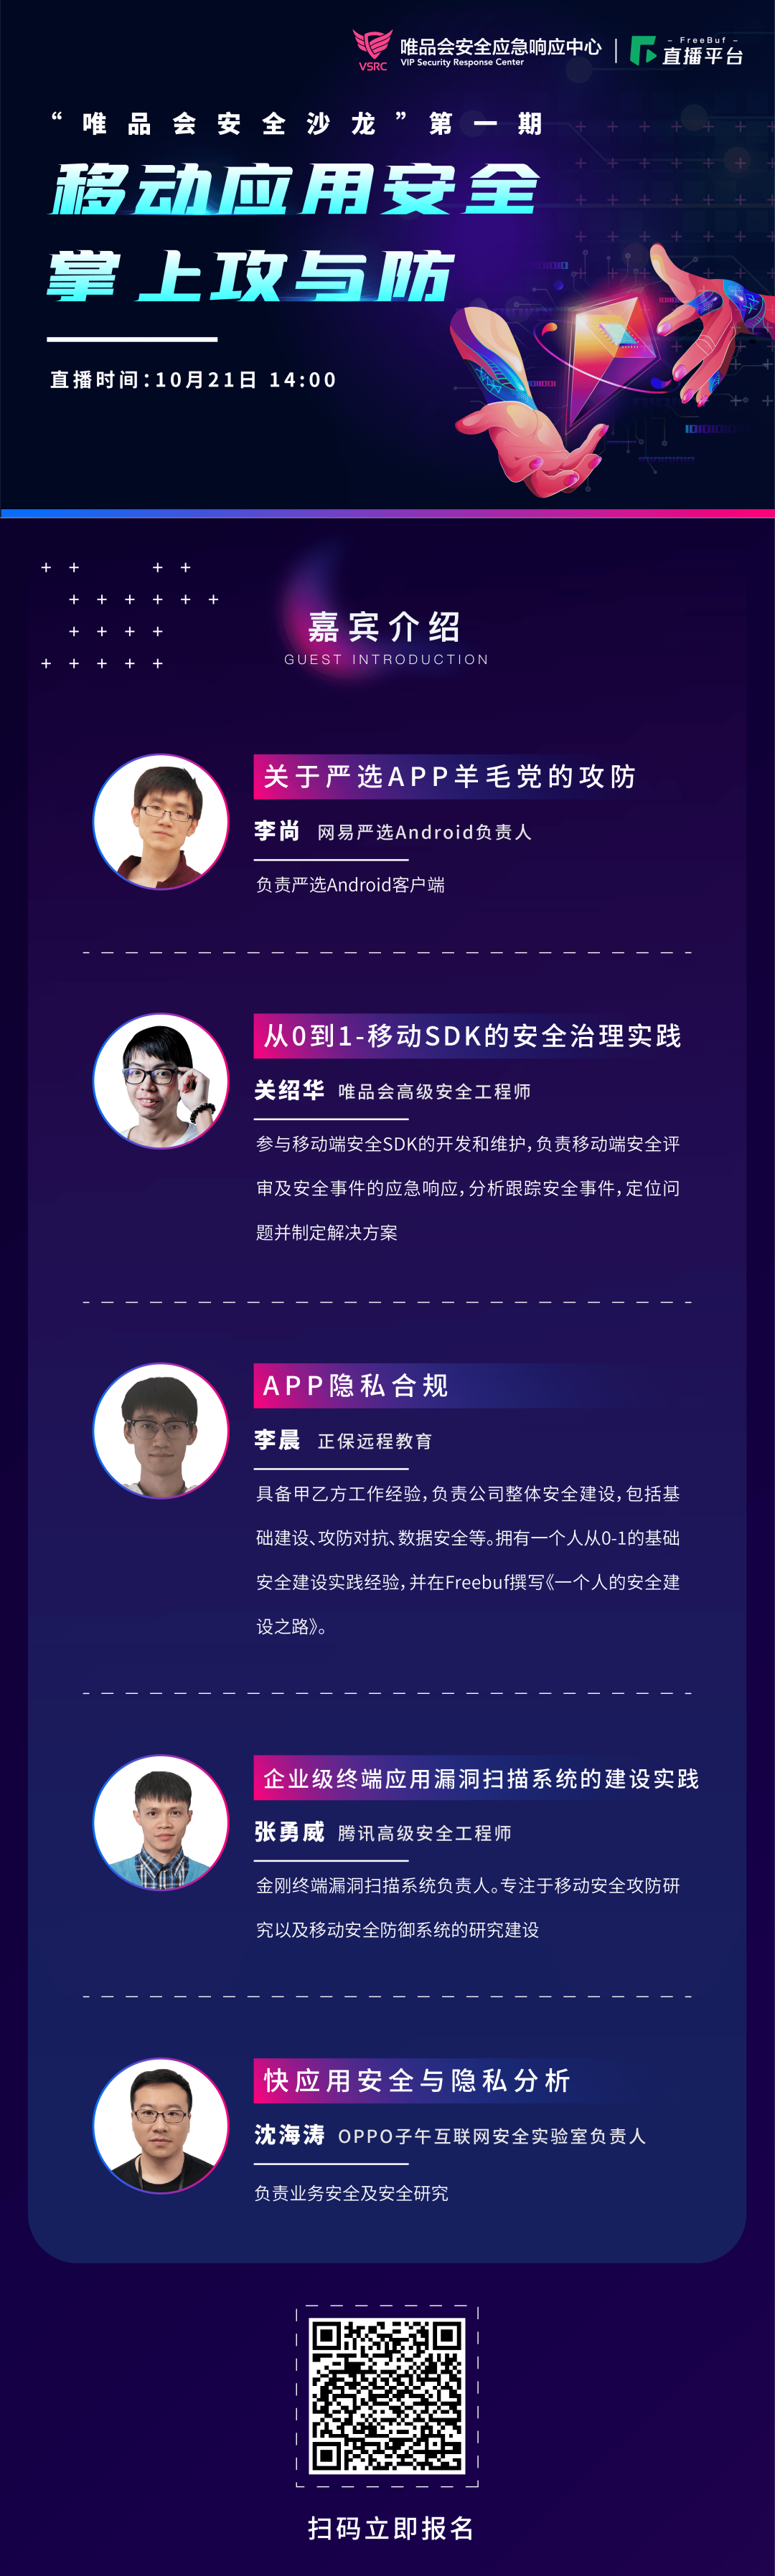 VSRC
唯品会安全应急响应中心
VIP Security Response Center
- FreeBuf -
直播平台
“唯品会安全沙龙”第一期
移动应用安全
掌上攻与防
直播时间：10月21日 14:00
嘉宾介绍
GUEST INTRODUCTION
关于严选APP羊毛党的攻防
李尚 网易严选Android负责人
负责严选Android客户端
从0到1-移动SDK的安全治理实践
关绍华 唯品会高级安全工程师
参与移动端安全SDK的开发和维护，负责移动端安全评
审及安全事件的应急响应，分析跟踪安全事件，定位问
题并制定解决方案
APP隐私合规
李晨 正保远程教育
具备甲乙方工作经验，负责公司整体安全建设，包括基
础建设、攻防对抗、数据安全等。拥有一个人从0-1的基础
安全建设实践经验，并在Freebuf撰写《一个人的安全建
设之路》。
企业级终端应用漏洞扫描系统的建设实践
张勇威 腾讯高级安全工程师
金刚终端漏洞扫描系统负责人。专注于移动安全攻防研
究以及移动安全防御系统的研究建设
快应用安全与隐私分析
沈海涛 OPPO子午互联网安全实验室负责人
负责业务安全及安全研究
扫码立即报名